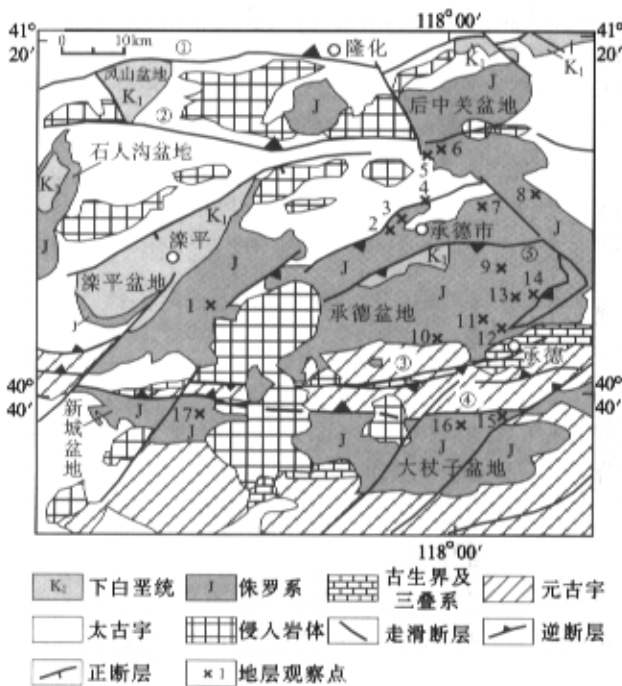 118°00′
41°
20′
41°
20′
0 10km
①
隆化
K₁
K₁
凤山盆地
K₁
J
后中关盆地
②
石人沟盆地
K₁
J
6
5
4
3
2
7
8
承德市
K₁
滦平
J
滦平盆地
J
K₁
⑤
9
14
13
J
J
1
承德盆地
J
11
12
10
J
③
承德
40°
40′
40°
40′
④
新城盆地
J
17
J
J
16
15
J
J
大杖子盆地
118°00′
K₁ 下白垩统
J 侏罗系
古生界及三叠系
元古宇
太古宇
侵入岩体
走滑断层
逆断层
正断层
1 地层观察点